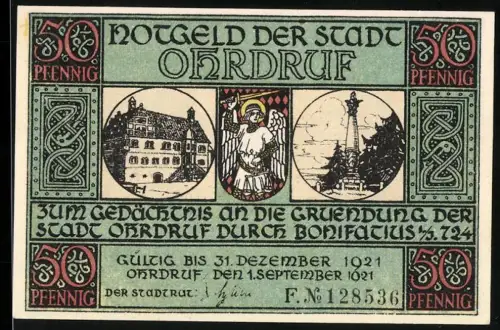 50 PFENNIG
NOTGELD DER STADT
OHRDRUF
50 PFENNIG
ZUM GEDÄCHTNIS AN DIE GRUENDUNG DER
STADT OHRDRUF DURCH BONIFATIUS 724
50 PFENNIG
GÜLTIG BIS 31. DEZEMBER 1921
OHRDRUF, DEN 1. SEPTEMBER 1921
DER STADTRAT:
F.№ 128536
50 PFENNIG